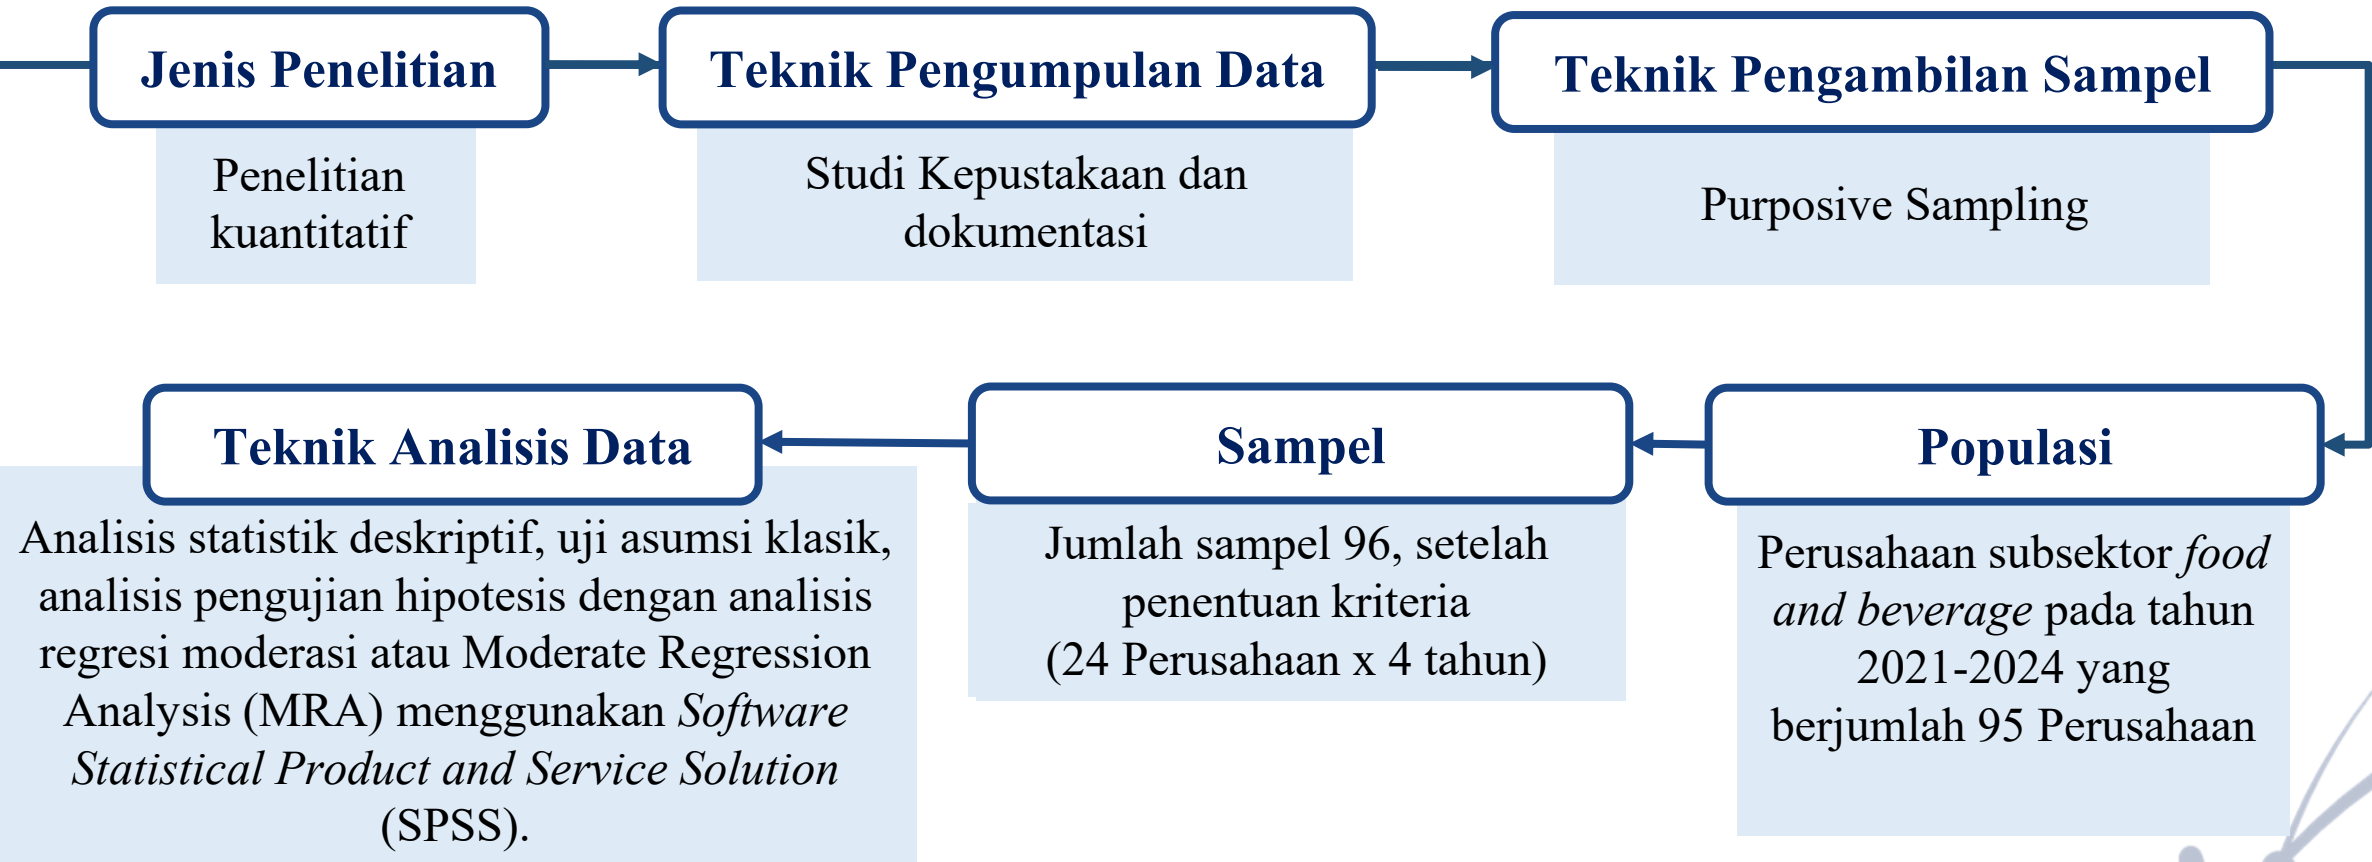 Jenis Penelitian
Penelitian
kuantitatif
Teknik Pengumpulan Data
Studi Kepustakaan dan
dokumentasi
Teknik Pengambilan Sampel
Purposive Sampling
Populasi
Perusahaan subsektor food
and beverage pada tahun
2021-2024 yang
berjumlah 95 Perusahaan
Sampel
Jumlah sampel 96, setelah
penentuan kriteria
(24 Perusahaan x 4 tahun)
Teknik Analisis Data
Analisis statistik deskriptif, uji asumsi klasik,
analisis pengujian hipotesis dengan analisis
regresi moderasi atau Moderate Regression
Analysis (MRA) menggunakan Software
Statistical Product and Service Solution
(SPSS).